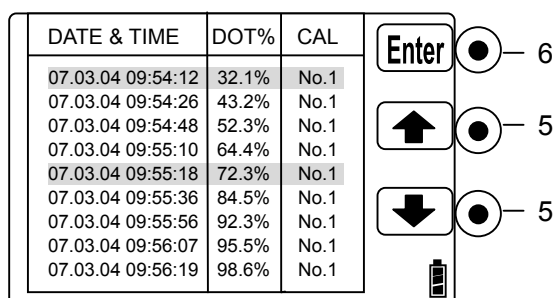 DATE & TIME DOT% CAL
07.03.04 09:54:12 32.1% No.1
07.03.04 09:54:26 43.2% No.1
07.03.04 09:54:48 52.3% No.1
07.03.04 09:55:10 64.4% No.1
07.03.04 09:55:18 72.3% No.1
07.03.04 09:55:36 84.5% No.1
07.03.04 09:55:56 92.3% No.1
07.03.04 09:56:07 95.5% No.1
07.03.04 09:56:19 98.6% No.1
Enter 6
5
5